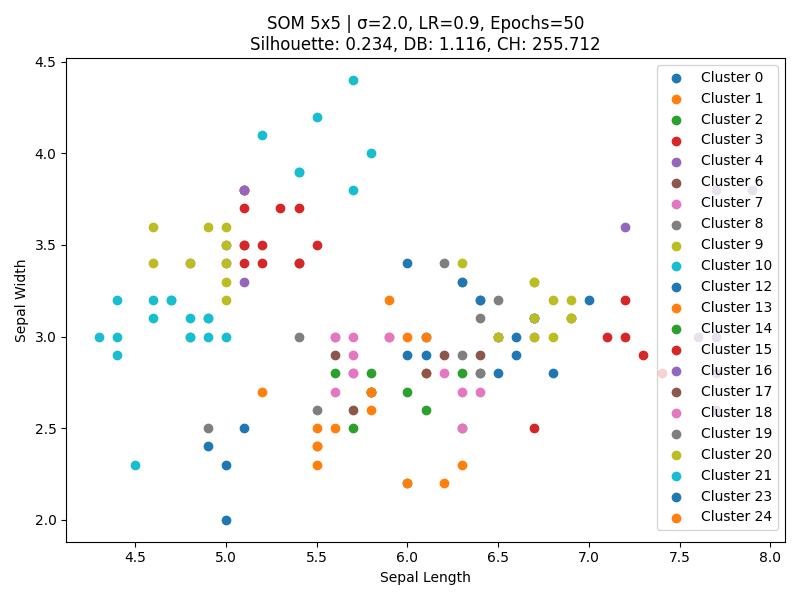 SOM 5x5 | σ=2.0, LR=0.9, Epochs=50
Silhouette: 0.234, DB: 1.116, CH: 255.712
4.5
4.0
3.5
3.0
2.5
2.0
Sepal Width
Cluster 0
Cluster 1
Cluster 2
Cluster 3
Cluster 4
Cluster 6
Cluster 7
Cluster 8
Cluster 9
Cluster 10
Cluster 12
Cluster 13
Cluster 14
Cluster 15
Cluster 16
Cluster 17
Cluster 18
Cluster 19
Cluster 20
Cluster 21
Cluster 23
Cluster 24
4.5 5.0 5.5 6.0 6.5 7.0 7.5 8.0
Sepal Length